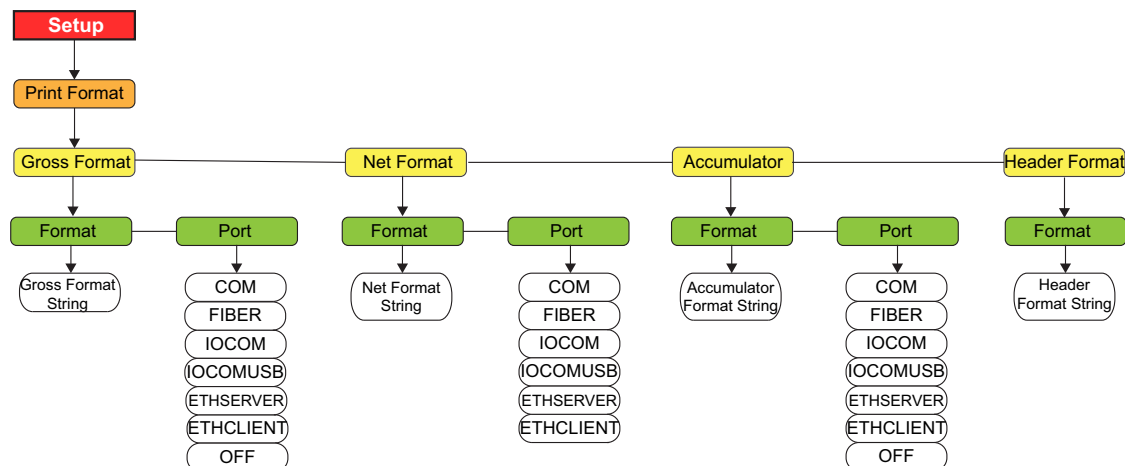 Setup
Print Format
Gross Format
Net Format
Accumulator
Header Format
Format
Port
Format
Port
Format
Port
Format
Gross Format
String
COM
FIBER
IOCOM
IOCOMUSB
ETHSERVER
ETHCLIENT
OFF
Net Format
String
COM
FIBER
IOCOM
IOCOMUSB
ETHSERVER
ETHCLIENT
Accumulator
Format String
COM
FIBER
IOCOM
IOCOMUSB
ETHSERVER
ETHCLIENT
OFF
Header
Format String